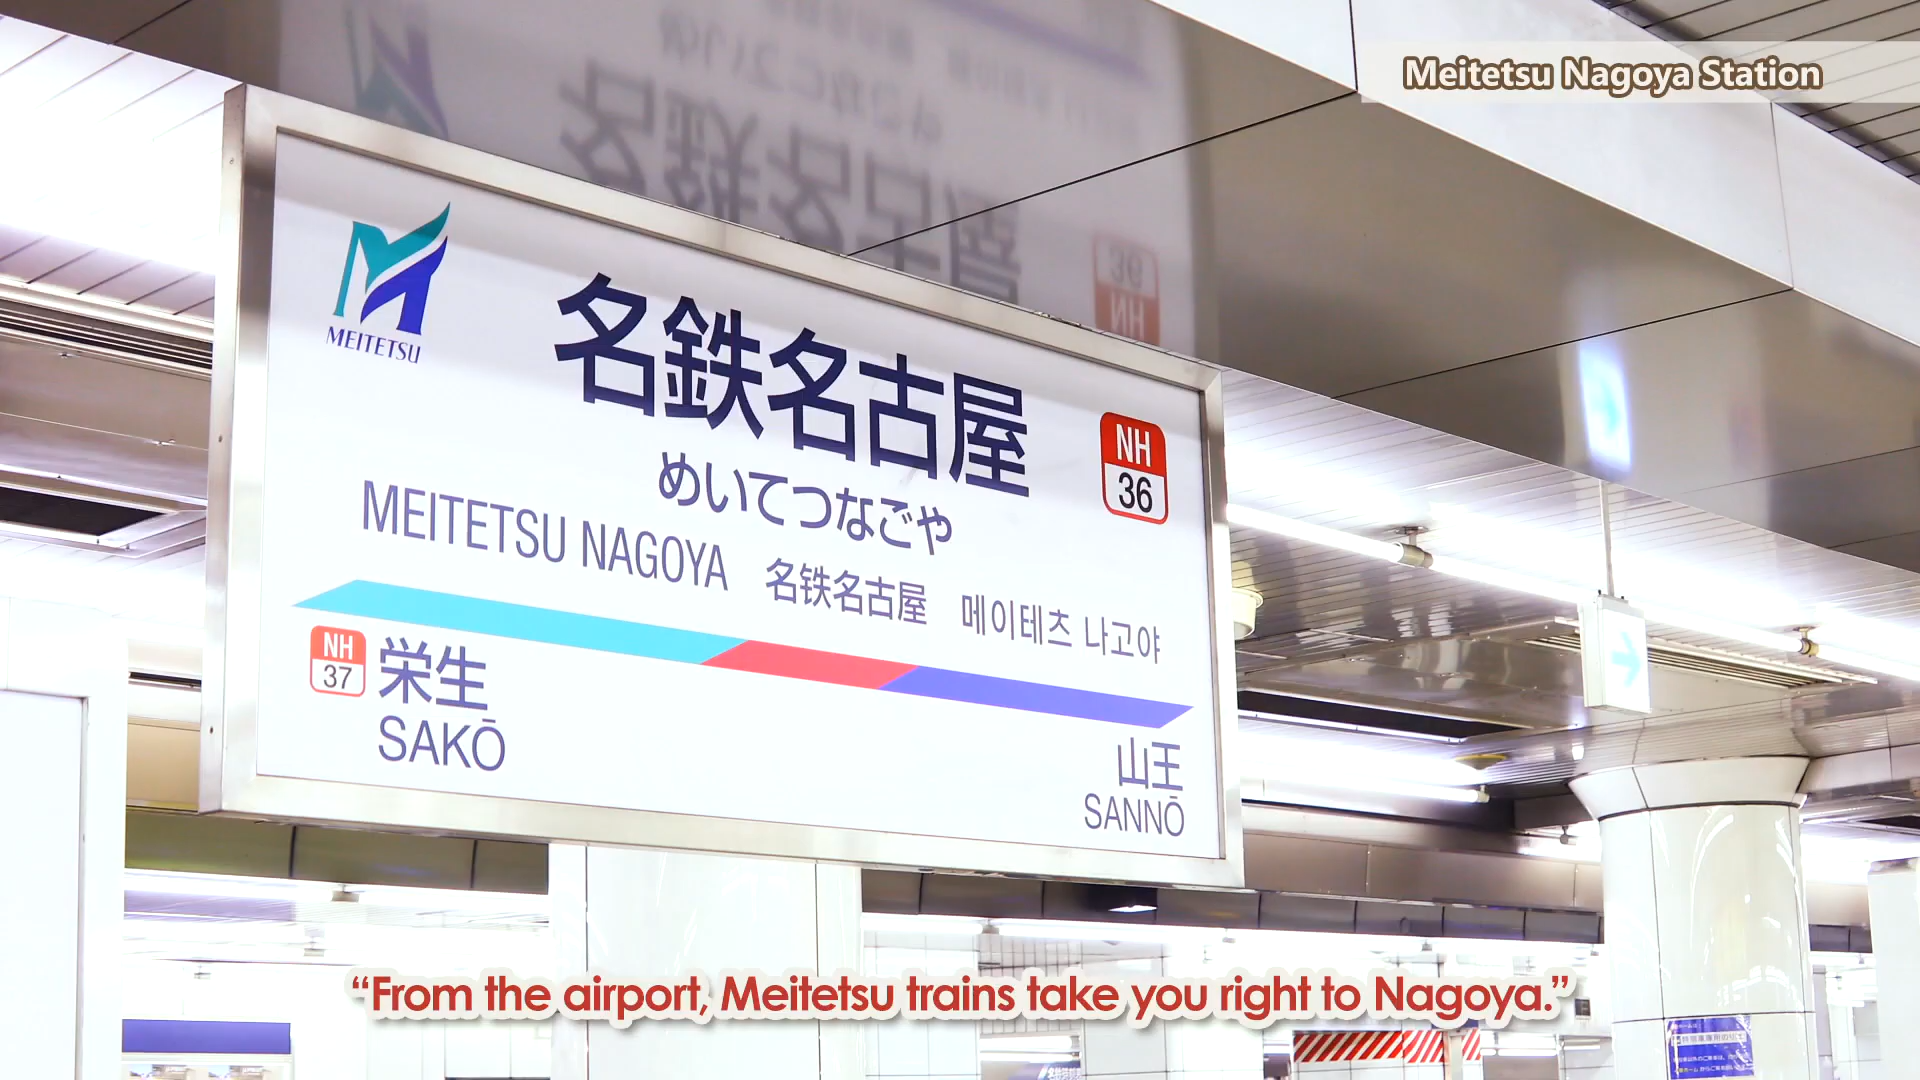 Meitetsu Nagoya Station
MEITETSU
名鉄名古屋
めいてつなごや
NH
36
MEITETSU NAGOYA 名铁名古屋 메이테츠 나고야
NH
37
栄生
SAKŌ
山王
SANNŌ
“From the airport, Meitetsu trains take you right to Nagoya.”